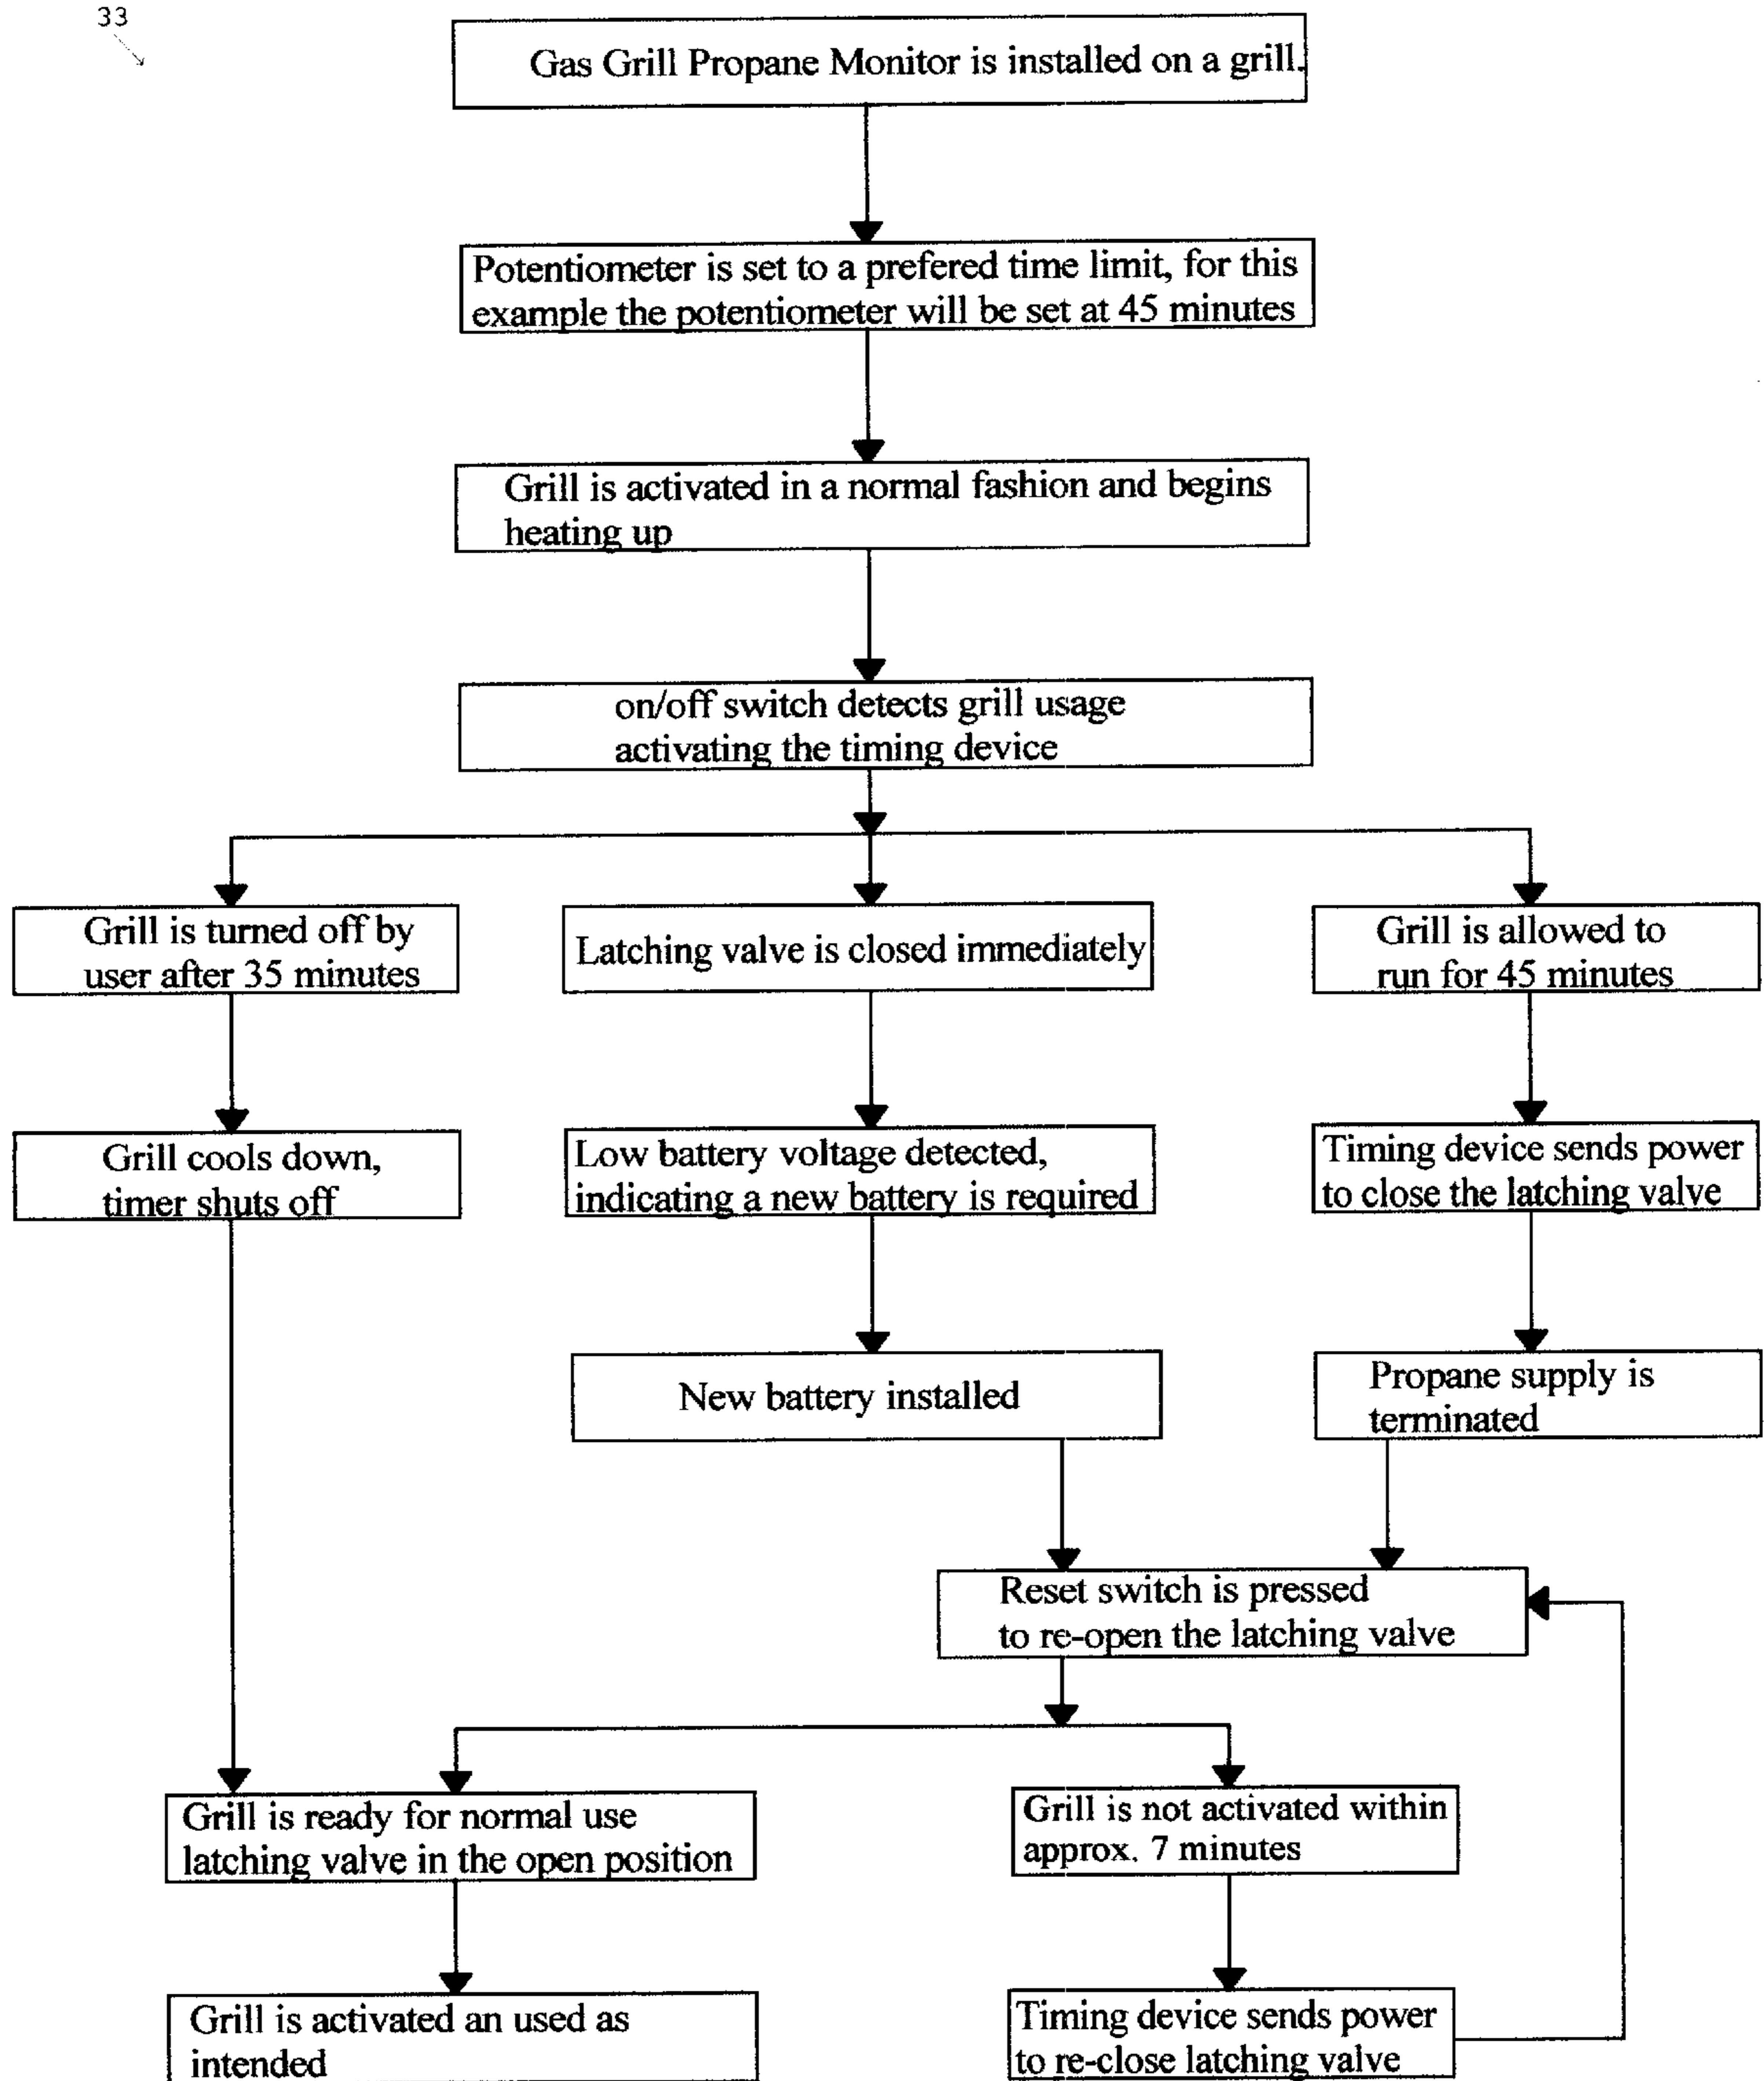 33
Gas Grill Propane Monitor is installed on a grill.
Potentiometer is set to a prefered time limit, for this
example the potentiometer will be set at 45 minutes
Grill is activated in a normal fashion and begins
heating up
on/off switch detects grill usage
activating the timing device
Grill is turned off by
user after 35 minutes
Latching valve is closed immediately
Grill is allowed to
run for 45 minutes
Grill cools down,
timer shuts off
Low battery voltage detected,
indicating a new battery is required
Timing device sends power
to close the latching valve
New battery installed
Propane supply is
terminated
Reset switch is pressed
to re-open the latching valve
Grill is ready for normal use
latching valve in the open position
Grill is not activated within
approx. 7 minutes
Grill is activated an used as
intended
Timing device sends power
to re-close latching valve